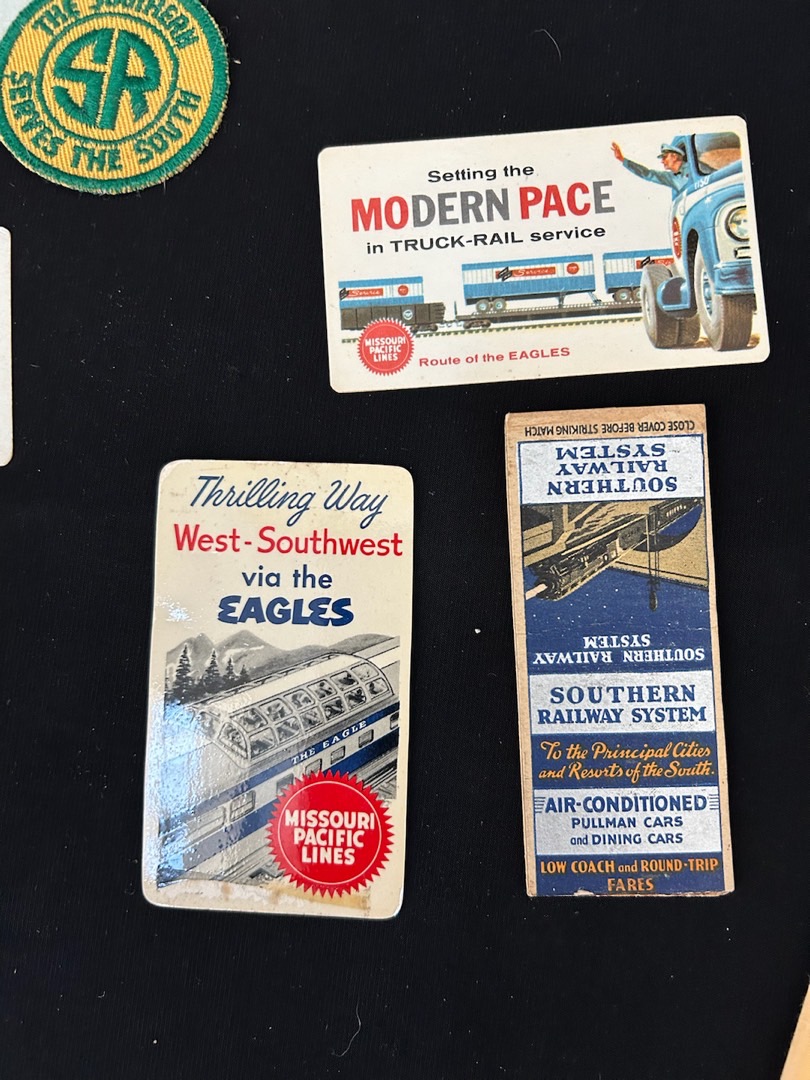 THE SOUTHERN
SR
SERVES THE SOUTH
Setting the
MODERN PACE
in TRUCK-RAIL service
Service
MISSOURI
PACIFIC
LINES
Route of the EAGLES
Thrilling Way
West-Southwest
via the
EAGLES
THE EAGLE
MISSOURI
PACIFIC
LINES
CLOSE COVER BEFORE STRIKING MATCH
SOUTHERN
RAILWAY
SYSTEM
SOUTHERN RAILWAY
SYSTEM
SOUTHERN
RAILWAY SYSTEM
To the Principal Cities
and Resorts of the South.
AIR-CONDITIONED
PULLMAN CARS
and DINING CARS
LOW COACH and ROUND-TRIP
FARES